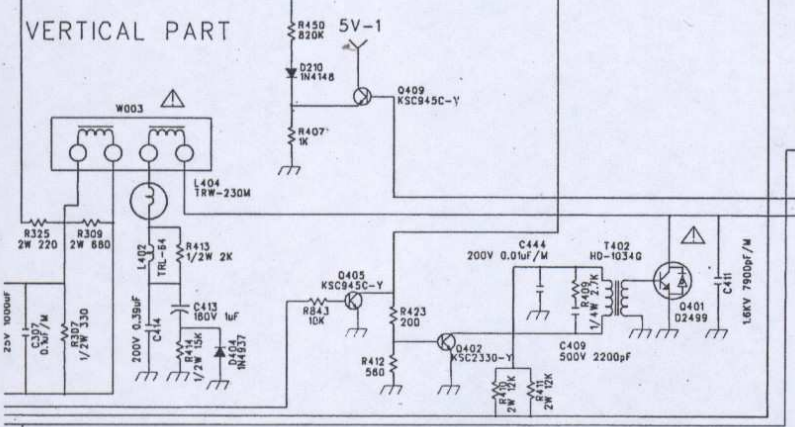 VERTICAL PART
R450
820K
5V-1
D210
1N4148
Q409
KSC945C-Y
W003
R407
1K
L404
TRW-230M
R325
2W 220
R309
2W 680
L402
TRL-64
R413
1/2W 2K
C444
200V 0.01uF/M
T402
HD-1034G
Q405
KSC945C-Y
R409
1/4W 2.7K
Q401
D2499
C411
1.6KV 7900pF/M
25V 1000uF
C307
0.1uF/M
R307
1/2W 330
200V 0.39uF
C414
C413
160V 1uF
R414
1/2W 15K
D404
1N4937
R843
10K
R423
200
R412
560
Q402
KSC2330-Y
C409
500V 2200pF
R410
2W 12K
R411
2W 12K